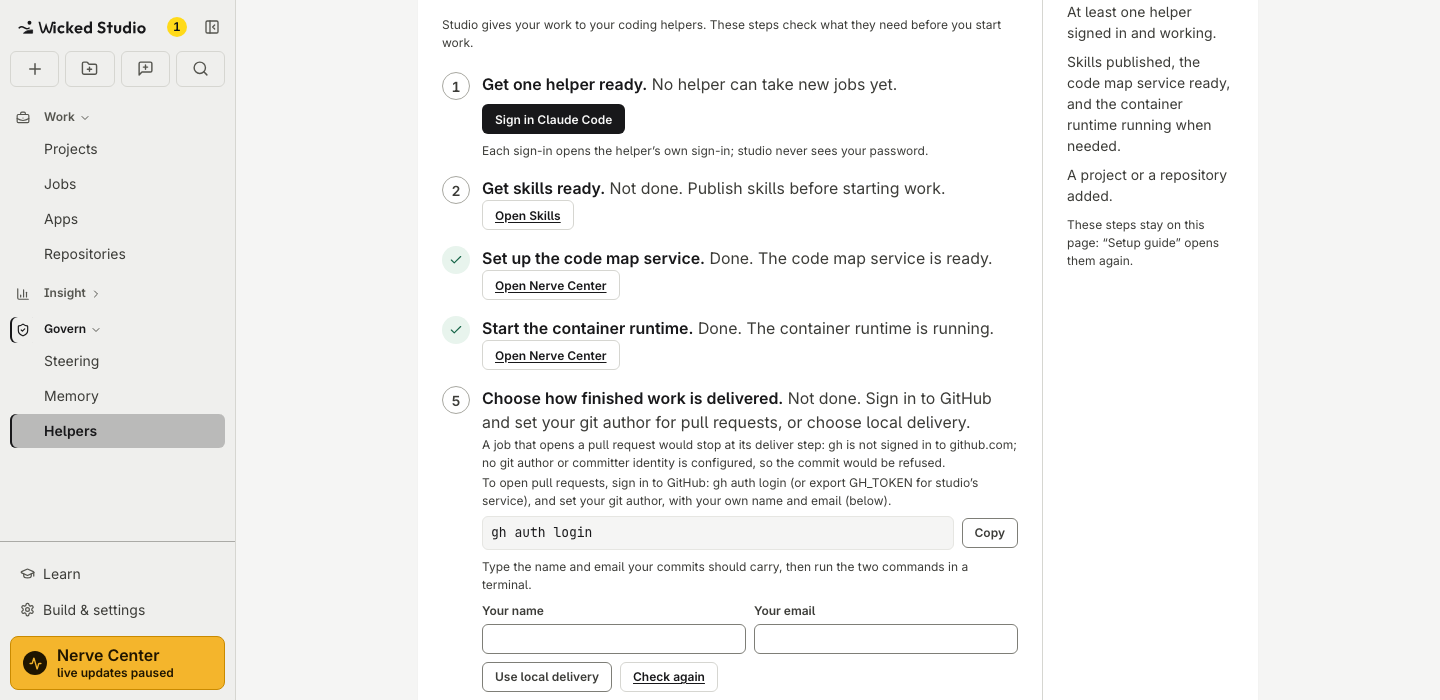 Wicked Studio
1
Work
Projects
Jobs
Apps
Repositories
Insight
Govern
Steering
Memory
Helpers
Learn
Build & settings
Nerve Center
live updates paused
Studio gives your work to your coding helpers. These steps check what they need before you start
work.
1
Get one helper ready. No helper can take new jobs yet.
Sign in Claude Code
Each sign-in opens the helper’s own sign-in; studio never sees your password.
2
Get skills ready. Not done. Publish skills before starting work.
Open Skills
Set up the code map service. Done. The code map service is ready.
Open Nerve Center
Start the container runtime. Done. The container runtime is running.
Open Nerve Center
5
Choose how finished work is delivered. Not done. Sign in to GitHub
and set your git author for pull requests, or choose local delivery.
A job that opens a pull request would stop at its deliver step: gh is not signed in to github.com;
no git author or committer identity is configured, so the commit would be refused.
To open pull requests, sign in to GitHub: gh auth login (or export GH_TOKEN for studio’s
service), and set your git author, with your own name and email (below).
gh auth login
Copy
Type the name and email your commits should carry, then run the two commands in a
terminal.
Your name
Your email
Use local delivery
Check again
At least one helper
signed in and working.
Skills published, the
code map service ready,
and the container
runtime running when
needed.
A project or a repository
added.
These steps stay on this
page: “Setup guide” opens
them again.